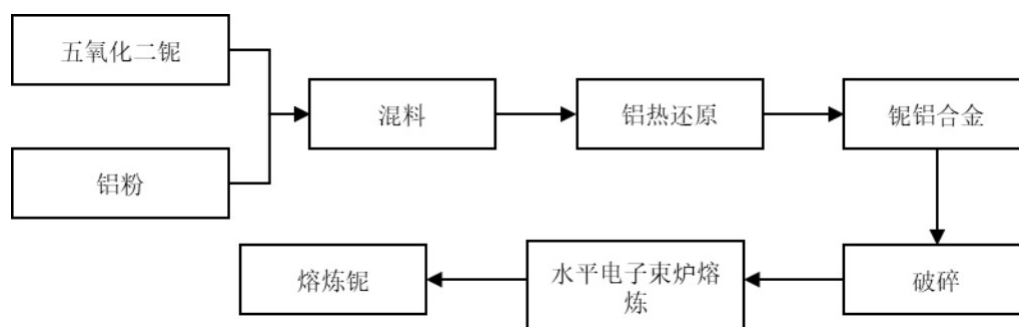 五氧化二铌
混料
铝热还原
铌铝合金
铝粉
熔炼铌
水平电子束炉熔
炼
破碎